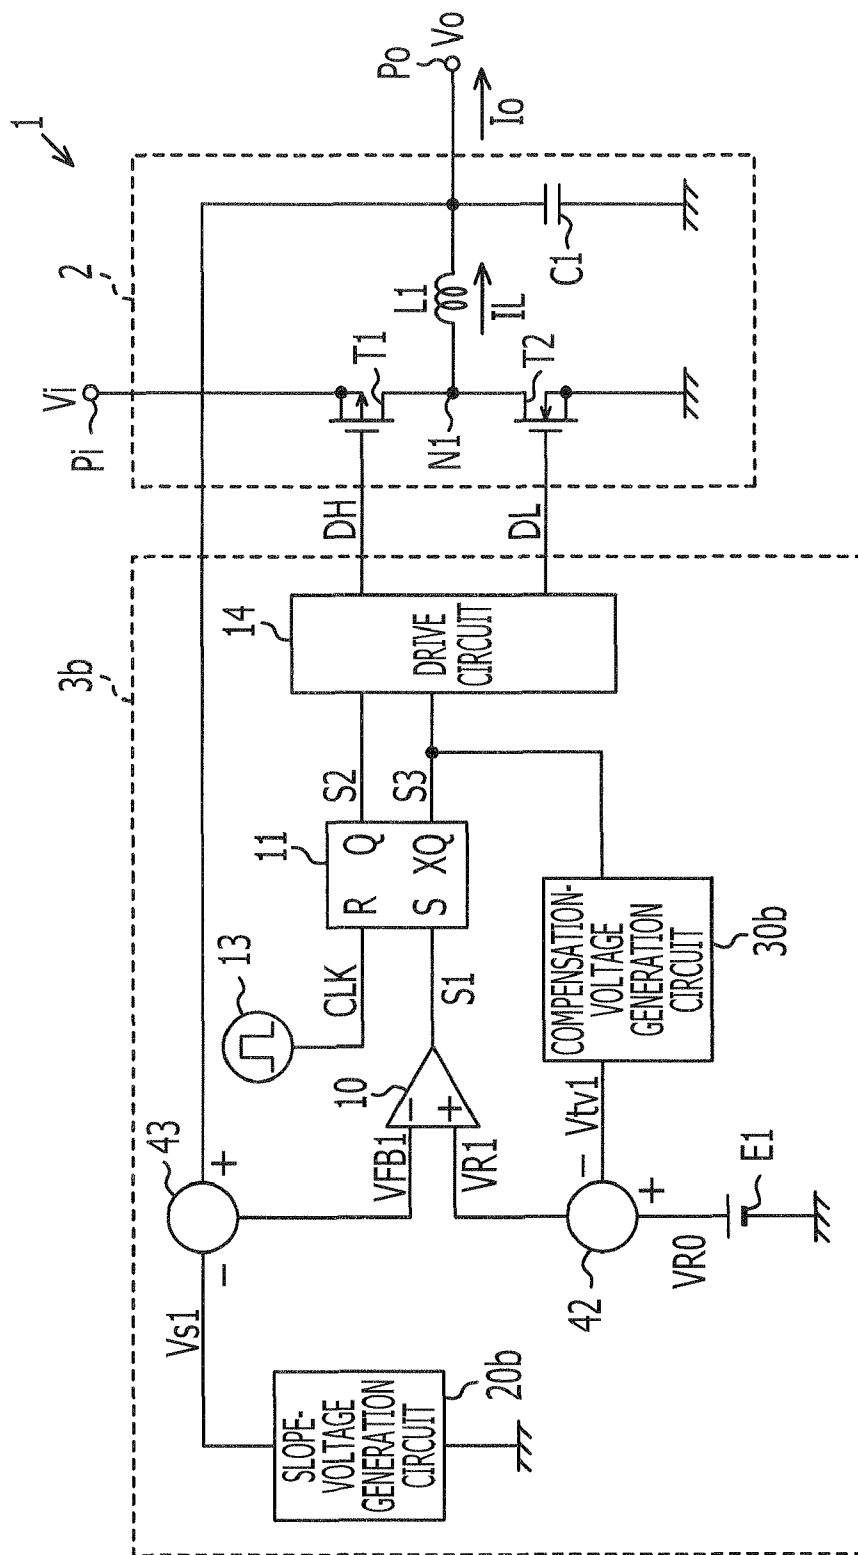 1
2
Vi
Pi
Po
Vo
Io
L1
IL
C1
T1
T2
N1
DH
DL
3b
14
DRIVE
CIRCUIT
S2
S3
11
R
Q
S
XQ
13
CLK
S1
10
−
+
VFB1
VR1
43
+
−
Vs1
SLOPE-
VOLTAGE
GENERATION
CIRCUIT
20b
COMPENSATION-
VOLTAGE
GENERATION
CIRCUIT
30b
Vtv1
−
+
42
VR0
E1